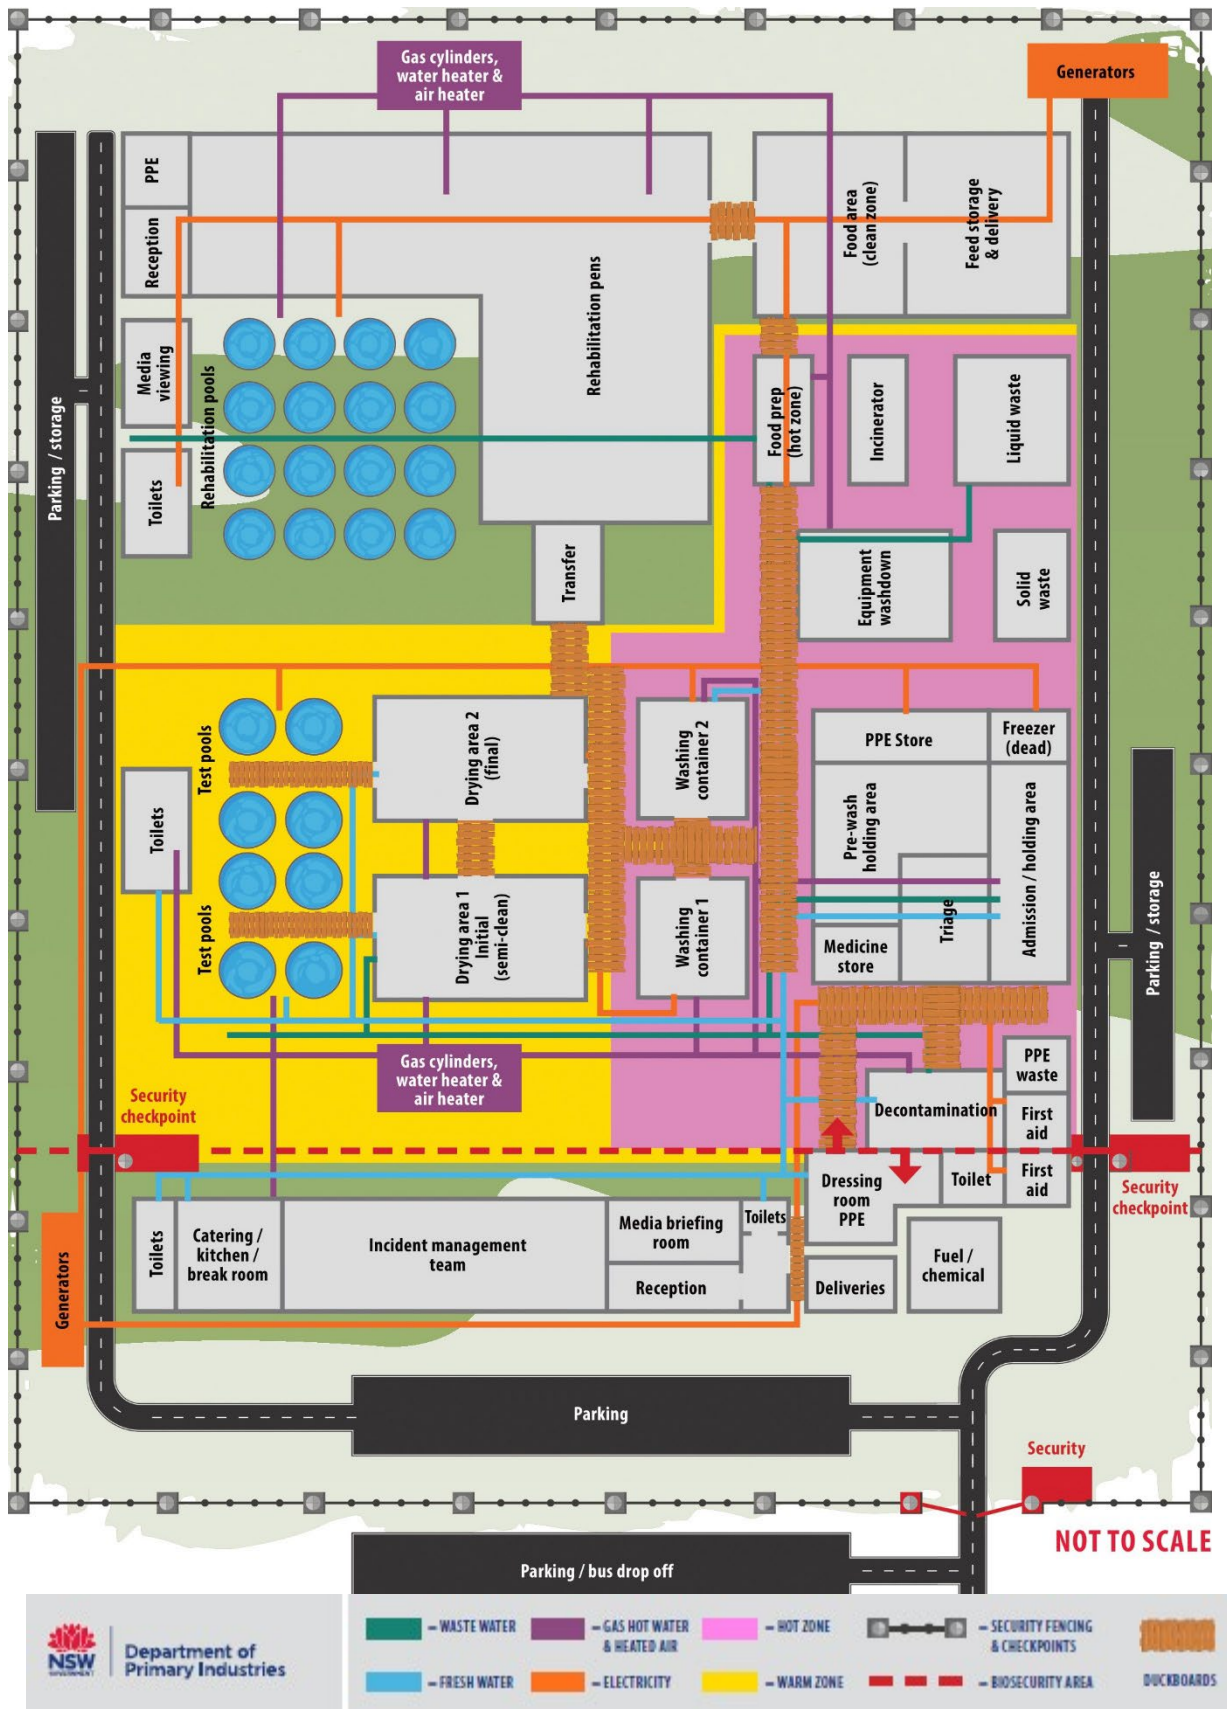 Gas cylinders,
water heater &
air heater
Generators
PPE
Reception
Media
viewing
Toilets
Parking / storage
Rehabilitation pools
Rehabilitation pens
Food area
(clean zone)
Feed storage
& delivery
Food prep
(hot zone)
Incinerator
Liquid waste
Transfer
Equipment
washdown
Solid
waste
Test pools
Toilets
Test pools
Drying area 2
(final)
Drying area 1
Initial
(semi-clean)
Washing
container 2
Washing
container 1
PPE Store
Freezer
(dead)
Pre-wash
holding area
Triage
Admission / holding area
Medicine
store
Parking / storage
Gas cylinders,
water heater &
air heater
Security
checkpoint
Decontamination
PPE
waste
First
aid
First
aid
Toilet
Dressing
room
PPE
Security
checkpoint
Generators
Toilets
Catering /
kitchen /
break room
Incident management
team
Media briefing
room
Reception
Toilets
Deliveries
Fuel /
chemical
Parking
Security
NOT TO SCALE
Parking / bus drop off
NSW
GOVERNMENT
Department of
Primary Industries
– WASTE WATER
– GAS HOT WATER
& HEATED AIR
– HOT ZONE
– SECURITY FENCING
& CHECKPOINTS
– FRESH WATER
– ELECTRICITY
– WARM ZONE
– BIOSECURITY AREA
DUCKBOARDS